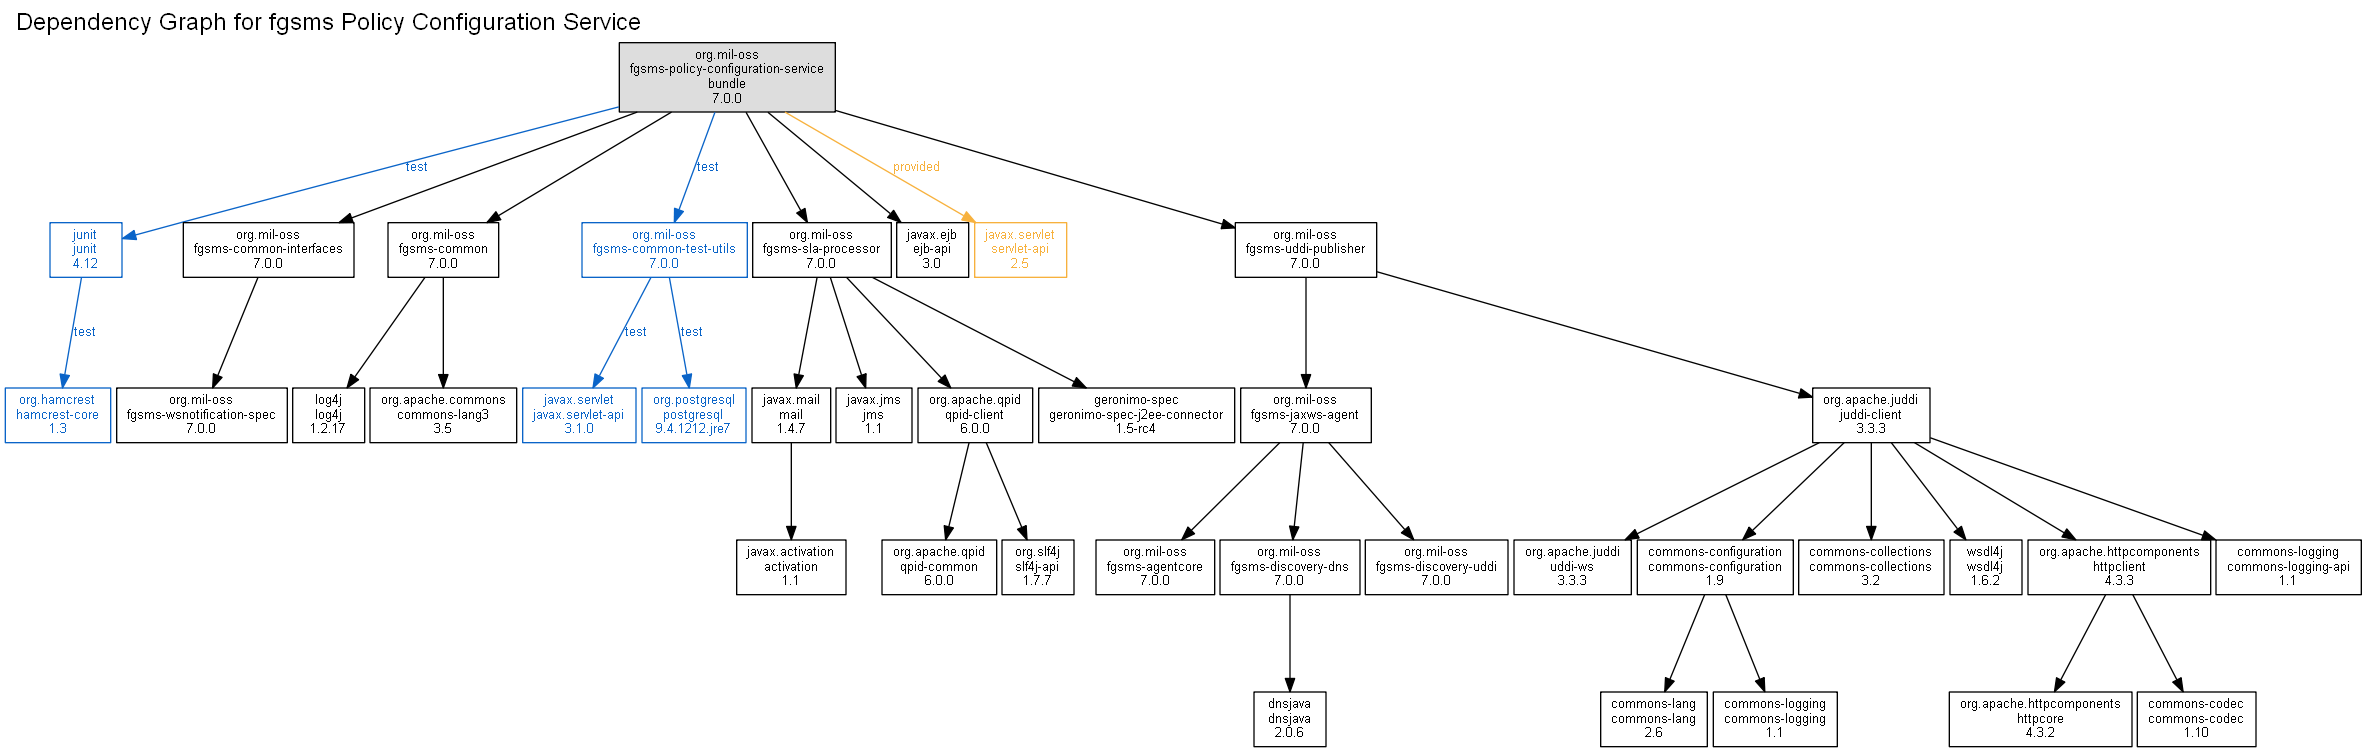 Dependency Graph for fgsms Policy Configuration Service
org.mil-oss
fgsms-policy-configuration-service
bundle
7.0.0
test
test
provided
junit
junit
4.12
org.mil-oss
fgsms-common-interfaces
7.0.0
org.mil-oss
fgsms-common
7.0.0
org.mil-oss
fgsms-common-test-utils
7.0.0
org.mil-oss
fgsms-sla-processor
7.0.0
javax.ejb
ejb-api
3.0
javax.servlet
servlet-api
2.5
org.mil-oss
fgsms-uddi-publisher
7.0.0
test
test
test
org.hamcrest
hamcrest-core
1.3
org.mil-oss
fgsms-wsnotification-spec
7.0.0
log4j
log4j
1.2.17
org.apache.commons
commons-lang3
3.5
javax.servlet
javax.servlet-api
3.1.0
org.postgresql
postgresql
9.4.1212.jre7
javax.mail
mail
1.4.7
javax.jms
jms
1.1
org.apache.qpid
qpid-client
6.0.0
geronimo-spec
geronimo-spec-j2ee-connector
1.5-rc4
org.mil-oss
fgsms-jaxws-agent
7.0.0
org.apache.juddi
juddi-client
3.3.3
javax.activation
activation
1.1
org.apache.qpid
qpid-common
6.0.0
org.slf4j
slf4j-api
1.7.7
org.mil-oss
fgsms-agentcore
7.0.0
org.mil-oss
fgsms-discovery-dns
7.0.0
org.mil-oss
fgsms-discovery-uddi
7.0.0
org.apache.juddi
uddi-ws
3.3.3
commons-configuration
commons-configuration
1.9
commons-collections
commons-collections
3.2
wsdl4j
wsdl4j
1.6.2
org.apache.httpcomponents
httpclient
4.3.3
commons-logging
commons-logging-api
1.1
dnsjava
dnsjava
2.0.6
commons-lang
commons-lang
2.6
commons-logging
commons-logging
1.1
org.apache.httpcomponents
httpcore
4.3.2
commons-codec
commons-codec
1.10